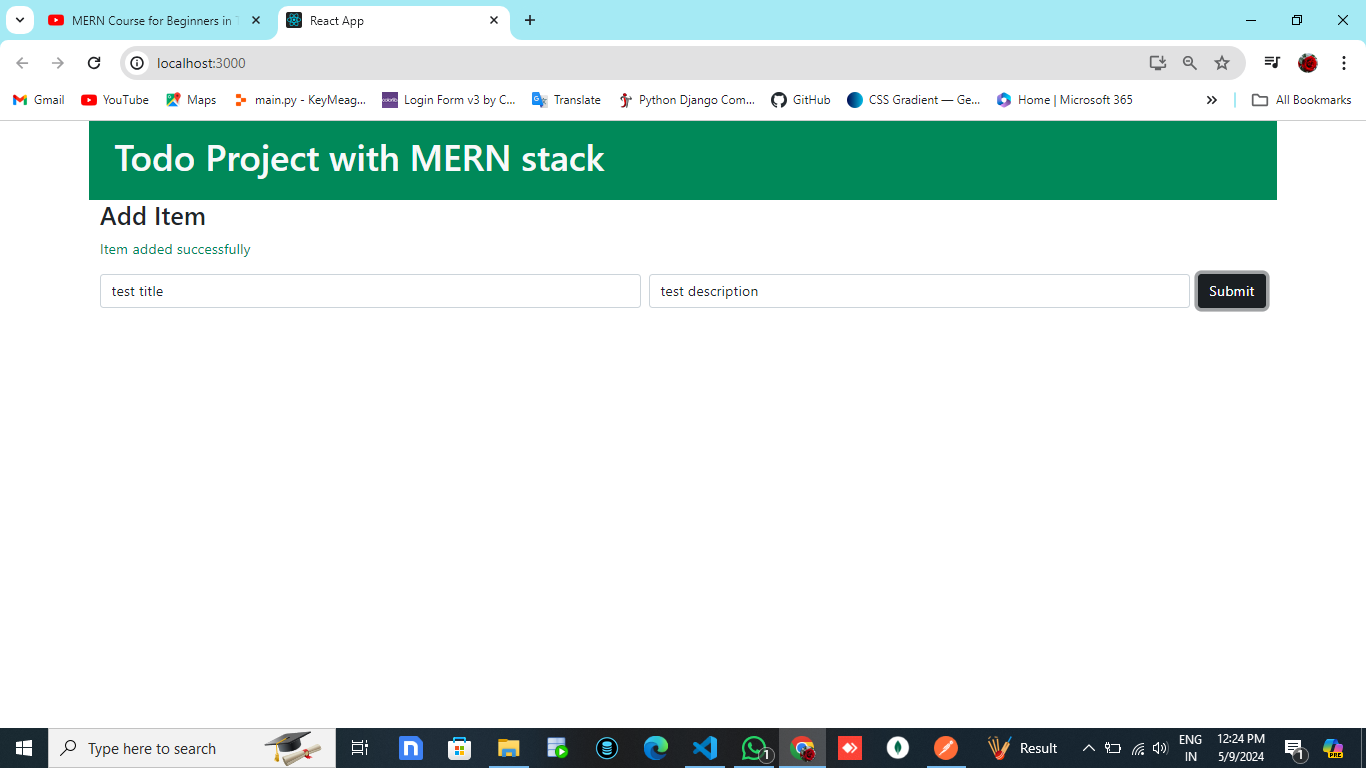 MERN Course for Beginners in
React App
localhost:3000
Gmail
YouTube
Maps
main.py - KeyMeag...
Login Form v3 by C...
Translate
Python Django Com...
GitHub
CSS Gradient — Ge...
Home | Microsoft 365
All Bookmarks
Todo Project with MERN stack
Add Item
Item added successfully
test title
test description
Submit
Type here to search
1
Result
ENG
IN
12:24 PM
5/9/2024
1
PRE